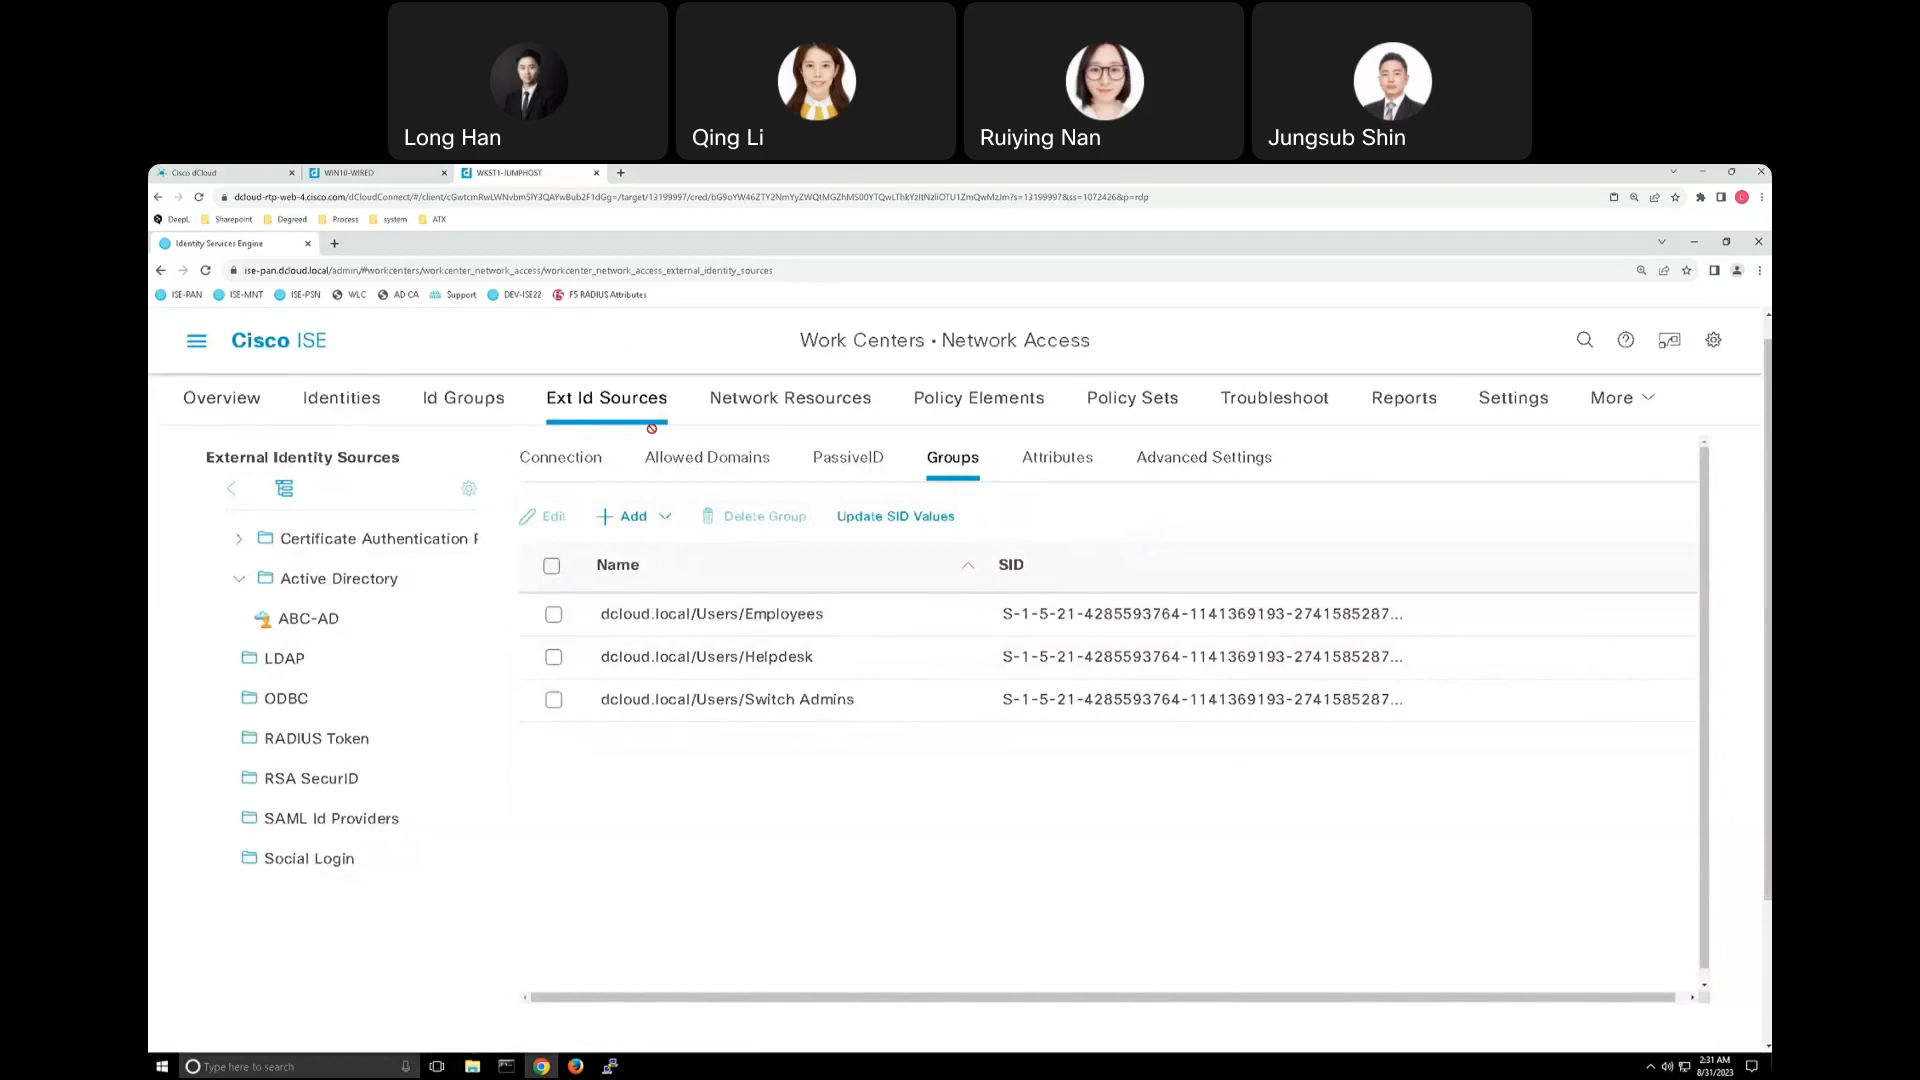 Long Han
Qing Li
Ruiying Nan
Jungsub Shin
Cisco dCloud
WIN10-WIRED
WKST1-JUMPHOST
DeepL
Sharepoint
Degreed
Process
system
ATX
Identity Services Engine
ise-pan.dcloud.local/admin/#workcenters/workcenter_network_access/workcenter_network_access_external_identity_sources
ISE-PAN
ISE-MNT
ISE-PSN
WLC
AD CA
Support
DEV-ISE22
F5 RADIUS Attributes
Cisco ISE
Work Centers • Network Access
Overview
Identities
Id Groups
Ext Id Sources
Network Resources
Policy Elements
Policy Sets
Troubleshoot
Reports
Settings
More
External Identity Sources
Connection
Allowed Domains
PassiveID
Groups
Attributes
Advanced Settings
Edit
Add
Delete Group
Update SID Values
Certificate Authentication F
Active Directory
ABC-AD
LDAP
ODBC
RADIUS Token
RSA SecurID
SAML Id Providers
Social Login
Name
SID
dcloud.local/Users/Employees
S-1-5-21-4285593764-1141369193-2741585287...
dcloud.local/Users/Helpdesk
S-1-5-21-4285593764-1141369193-2741585287...
dcloud.local/Users/Switch Admins
S-1-5-21-4285593764-1141369193-2741585287...
Type here to search
2:31 AM
8/31/2023